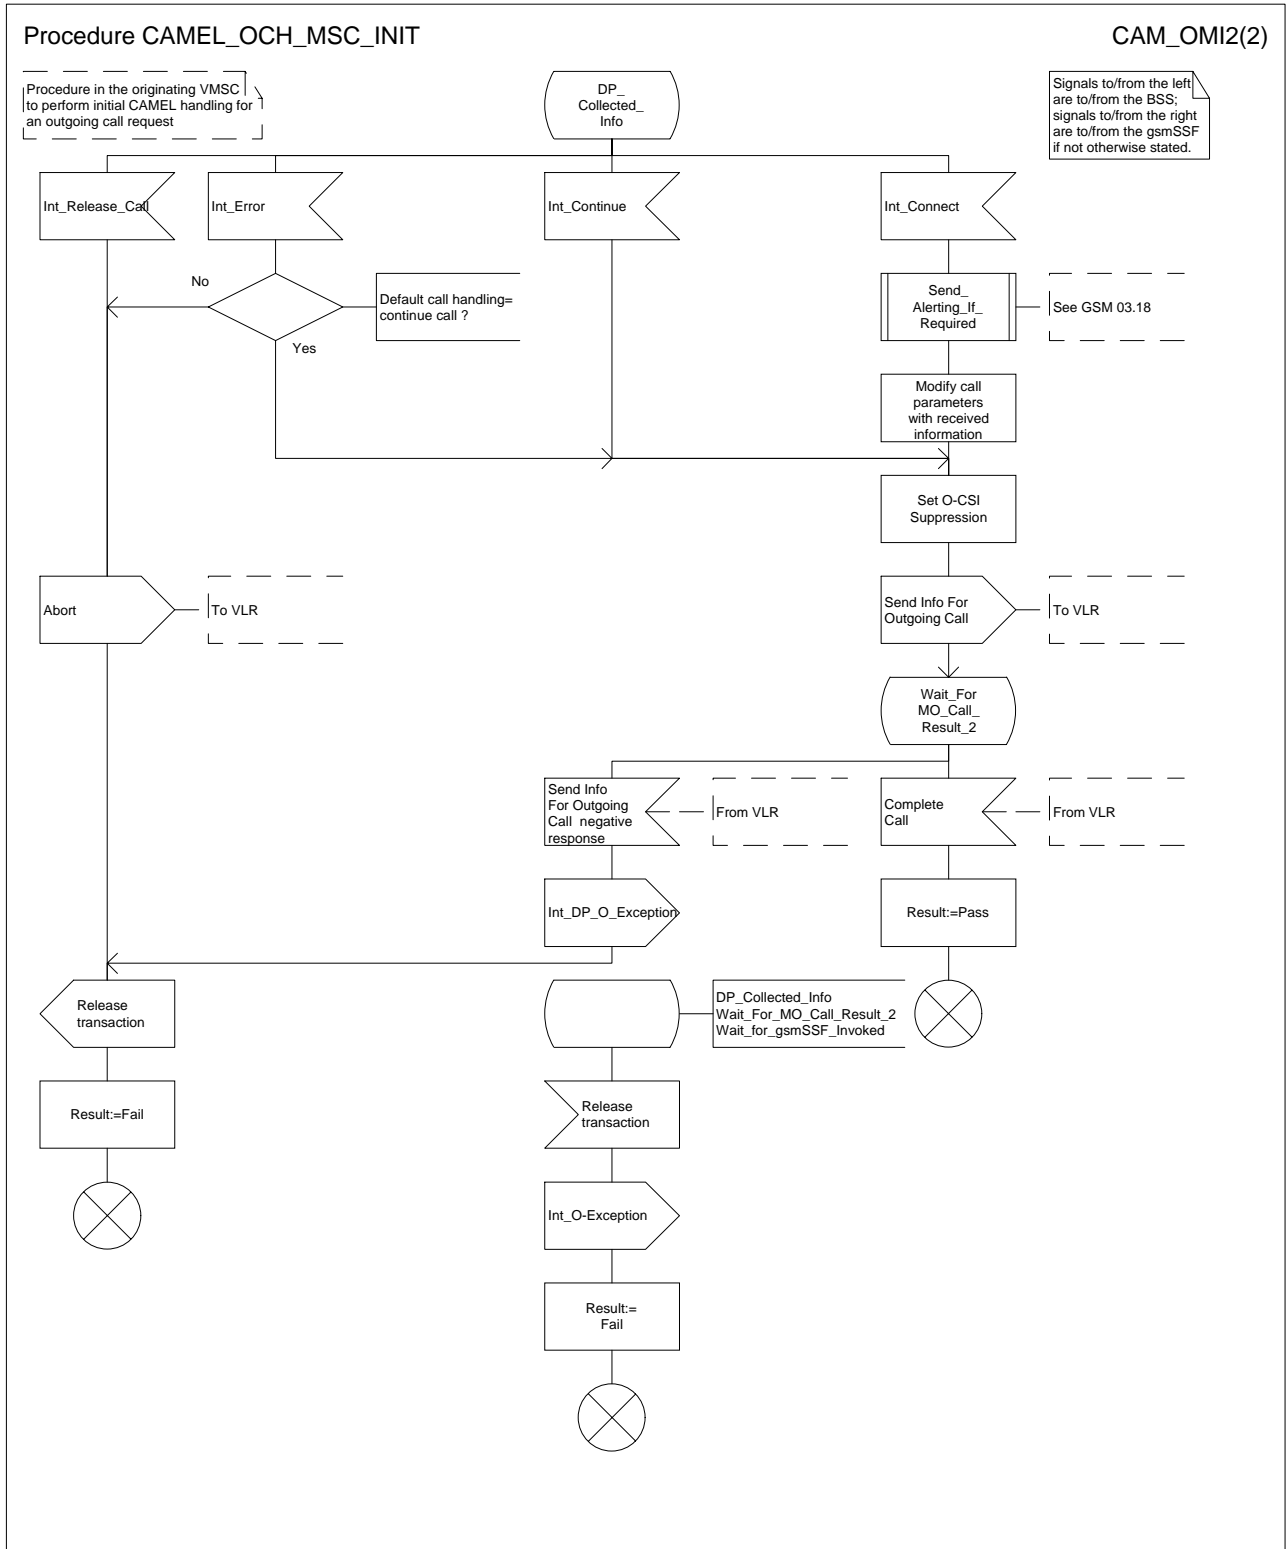 Procedure CAMEL_OCH_MSC_INIT
CAM_OMI2(2)
Procedure in the originating VMSC
to perform initial CAMEL handling for
an outgoing call request
DP_
Collected_
Info
Signals to/from the left
are to/from the BSS;
signals to/from the right
are to/from the gsmSSF
if not otherwise stated.
Int_Release_Call
Int_Error
Int_Continue
Int_Connect
No
Default call handling=
continue call ?
Yes
Send_
Alerting_If_
Required
See GSM 03.18
Modify call
parameters
with received
information
Set O-CSI
Suppression
Abort
To VLR
Send Info For
Outgoing Call
To VLR
Wait_For
MO_Call_
Result_2
Send Info
For Outgoing
Call  negative
response
From VLR
Complete
Call
From VLR
Int_DP_O_Exception
Result:=Pass
Release
transaction
DP_Collected_Info
Wait_For_MO_Call_Result_2
Wait_for_gsmSSF_Invoked
Result:=Fail
Release
transaction
Int_O-Exception
Result:=
Fail